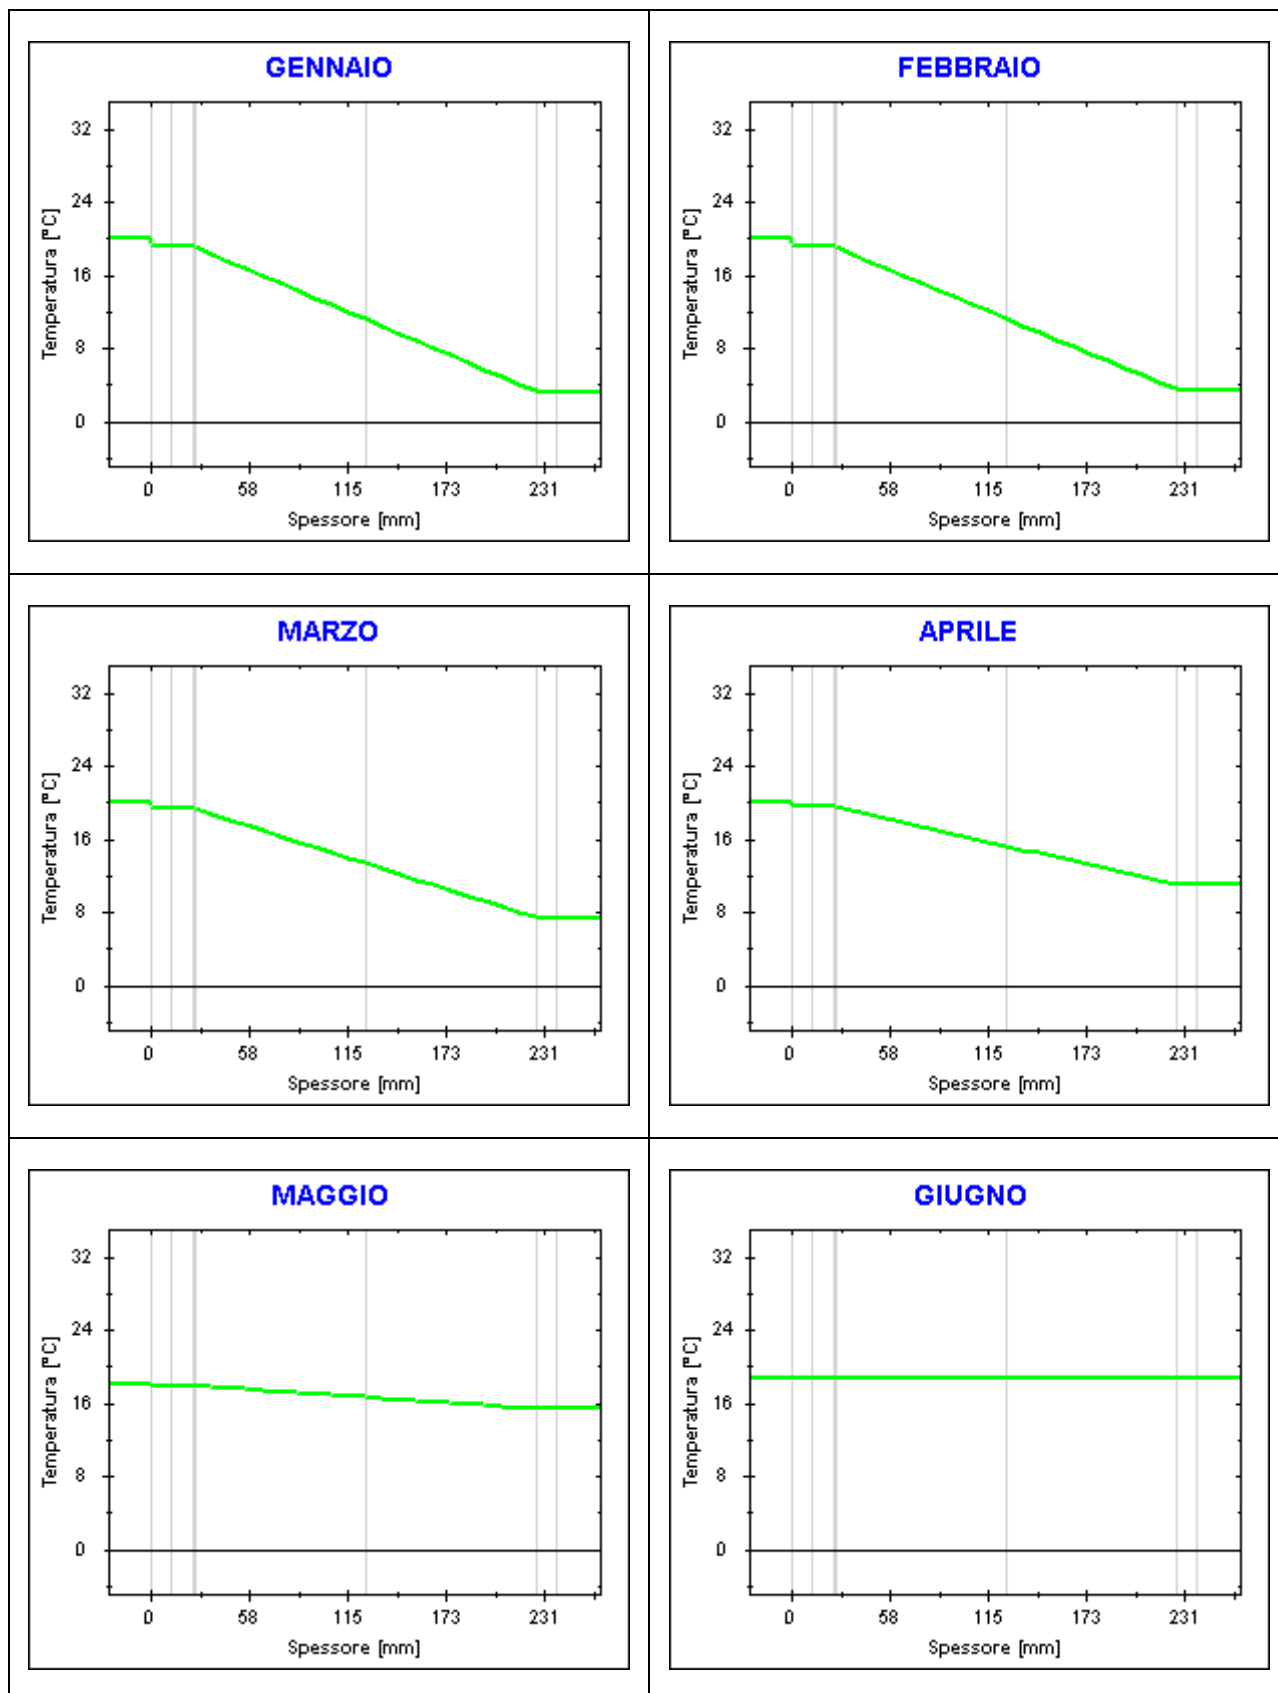 GENNAIO
32
24
16
8
0
Temperatura [°C]
0 58 115 173 231
Spessore [mm]
FEBBRAIO
32
24
16
8
0
Temperatura [°C]
0 58 115 173 231
Spessore [mm]
MARZO
32
24
16
8
0
Temperatura [°C]
0 58 115 173 231
Spessore [mm]
APRILE
32
24
16
8
0
Temperatura [°C]
0 58 115 173 231
Spessore [mm]
MAGGIO
32
24
16
8
0
Temperatura [°C]
0 58 115 173 231
Spessore [mm]
GIUGNO
32
24
16
8
0
Temperatura [°C]
0 58 115 173 231
Spessore [mm]